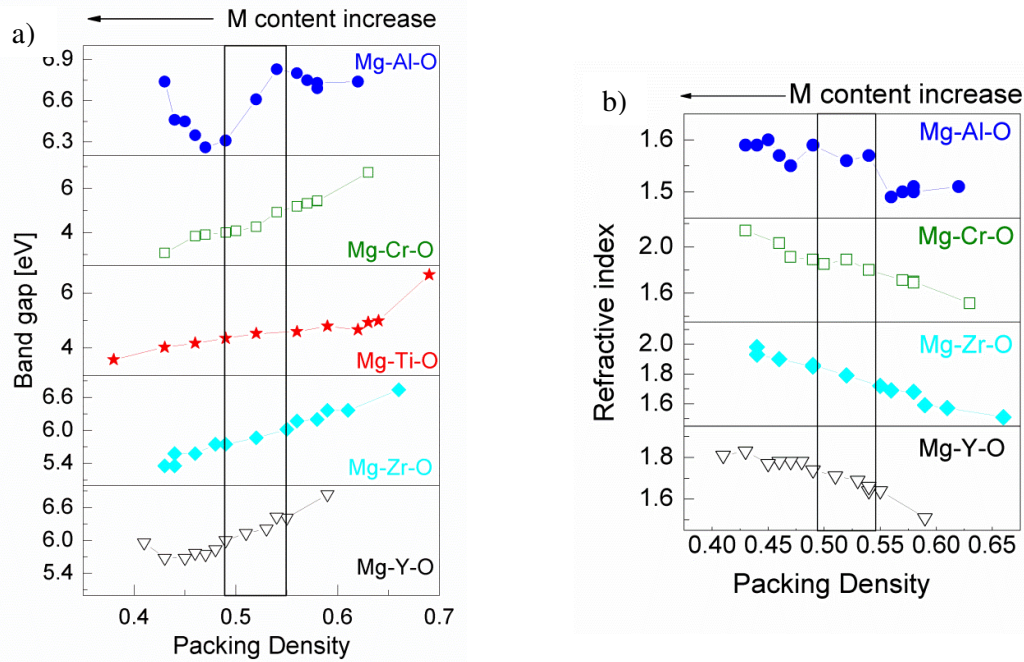 a)
M content increase
6.9
6.6
6.3
Mg-Al-O
6
4
Mg-Cr-O
6
4
Mg-Ti-O
6.6
6.0
5.4
Mg-Zr-O
6.6
6.0
5.4
Mg-Y-O
0.4 0.5 0.6 0.7
Packing Density
Band gap [eV]
b)
M content increase
1.6
1.5
Mg-Al-O
2.0
1.6
Mg-Cr-O
2.0
1.8
1.6
Mg-Zr-O
1.8
1.6
Mg-Y-O
0.40 0.45 0.50 0.55 0.60 0.65
Packing Density
Refractive index